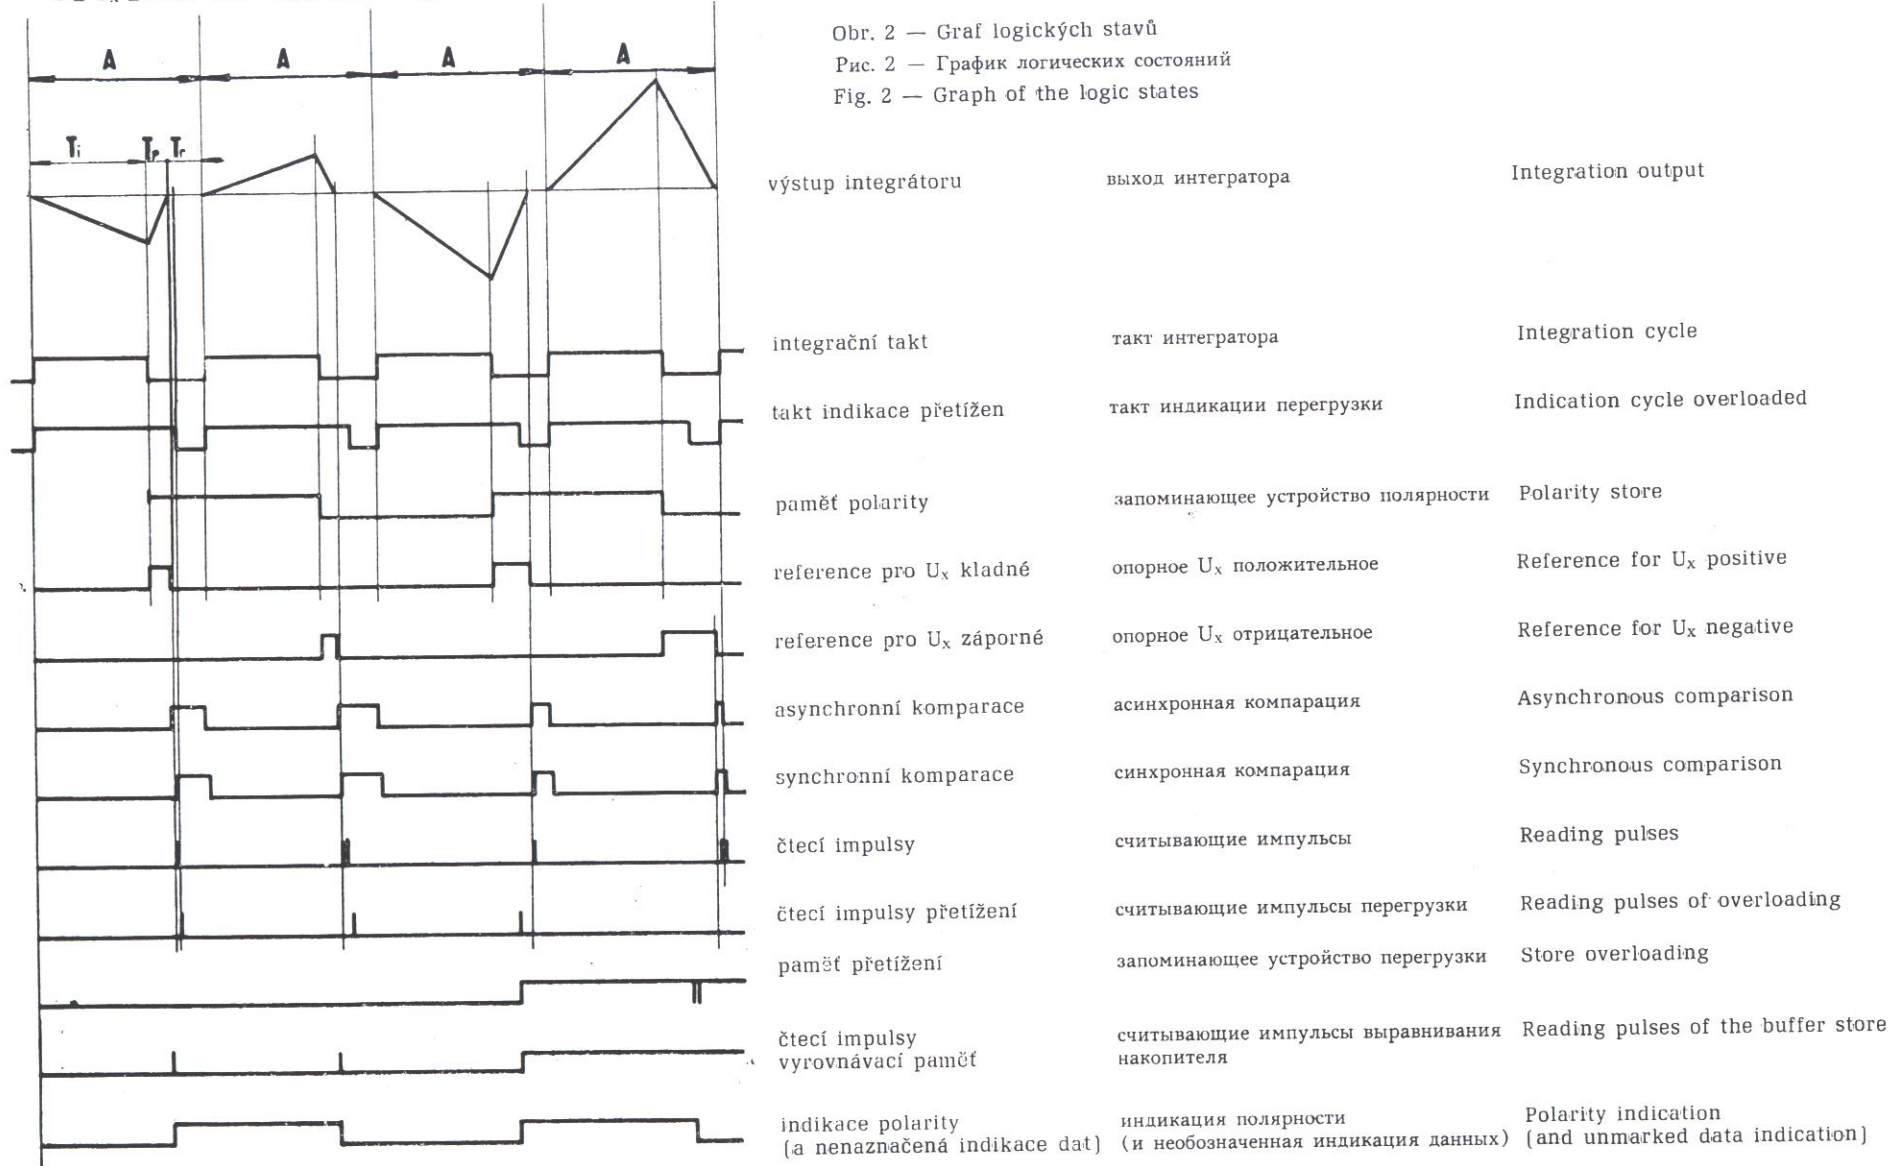 Obr. 2 — Graf logických stavů
Рис. 2 — График логических состояний
Fig. 2 — Graph of the logic states
A A A A
Ti Tp Tr
výstup integrátoru выход интегратора Integration output
integrační takt такт интегратора Integration cycle
takt indikace přetížen такт индикации перегрузки Indication cycle overloaded
paměť polarity запоминающее устройство полярности Polarity store
reference pro Ux kladné опорное Ux положительное Reference for Ux positive
reference pro Ux záporné опорное Ux отрицательное Reference for Ux negative
asynchronní komparace асинхронная компарация Asynchronous comparison
synchronní komparace синхронная компарация Synchronous comparison
čtecí impulsy считывающие импульсы Reading pulses
čtecí impulsy přetížení считывающие импульсы перегрузки Reading pulses of overloading
paměť přetížení запоминающее устройство перегрузки Store overloading
čtecí impulsy считывающие импульсы выравнивания Reading pulses of the buffer store
vyrovnávací paměť накопителя
indikace polarity индикация полярности Polarity indication
(a nenaznačená indikace dat) (и необозначенная индикация данных) (and unmarked data indication)